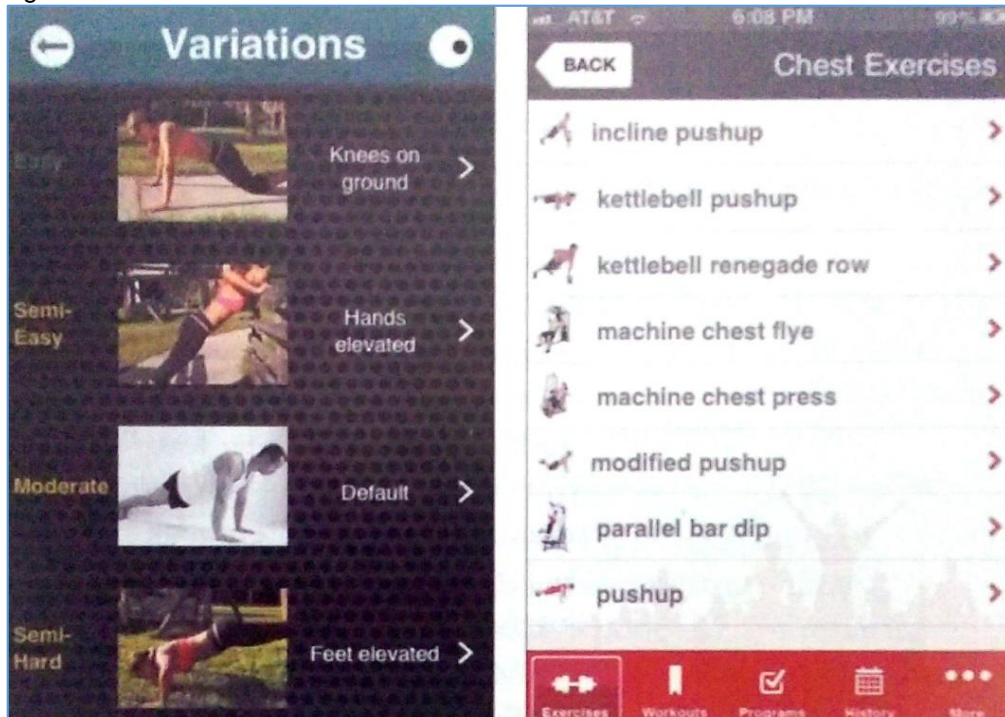 Variations
Easy
Knees on
ground
Semi-
Easy
Hands
elevated
Moderate
Default
Semi-
Hard
Feet elevated
AT&T 6:08 PM 99%
BACK
Chest Exercises
incline pushup
kettlebell pushup
kettlebell renegade row
machine chest flye
machine chest press
modified pushup
parallel bar dip
pushup
Exercises Workouts Programs History More